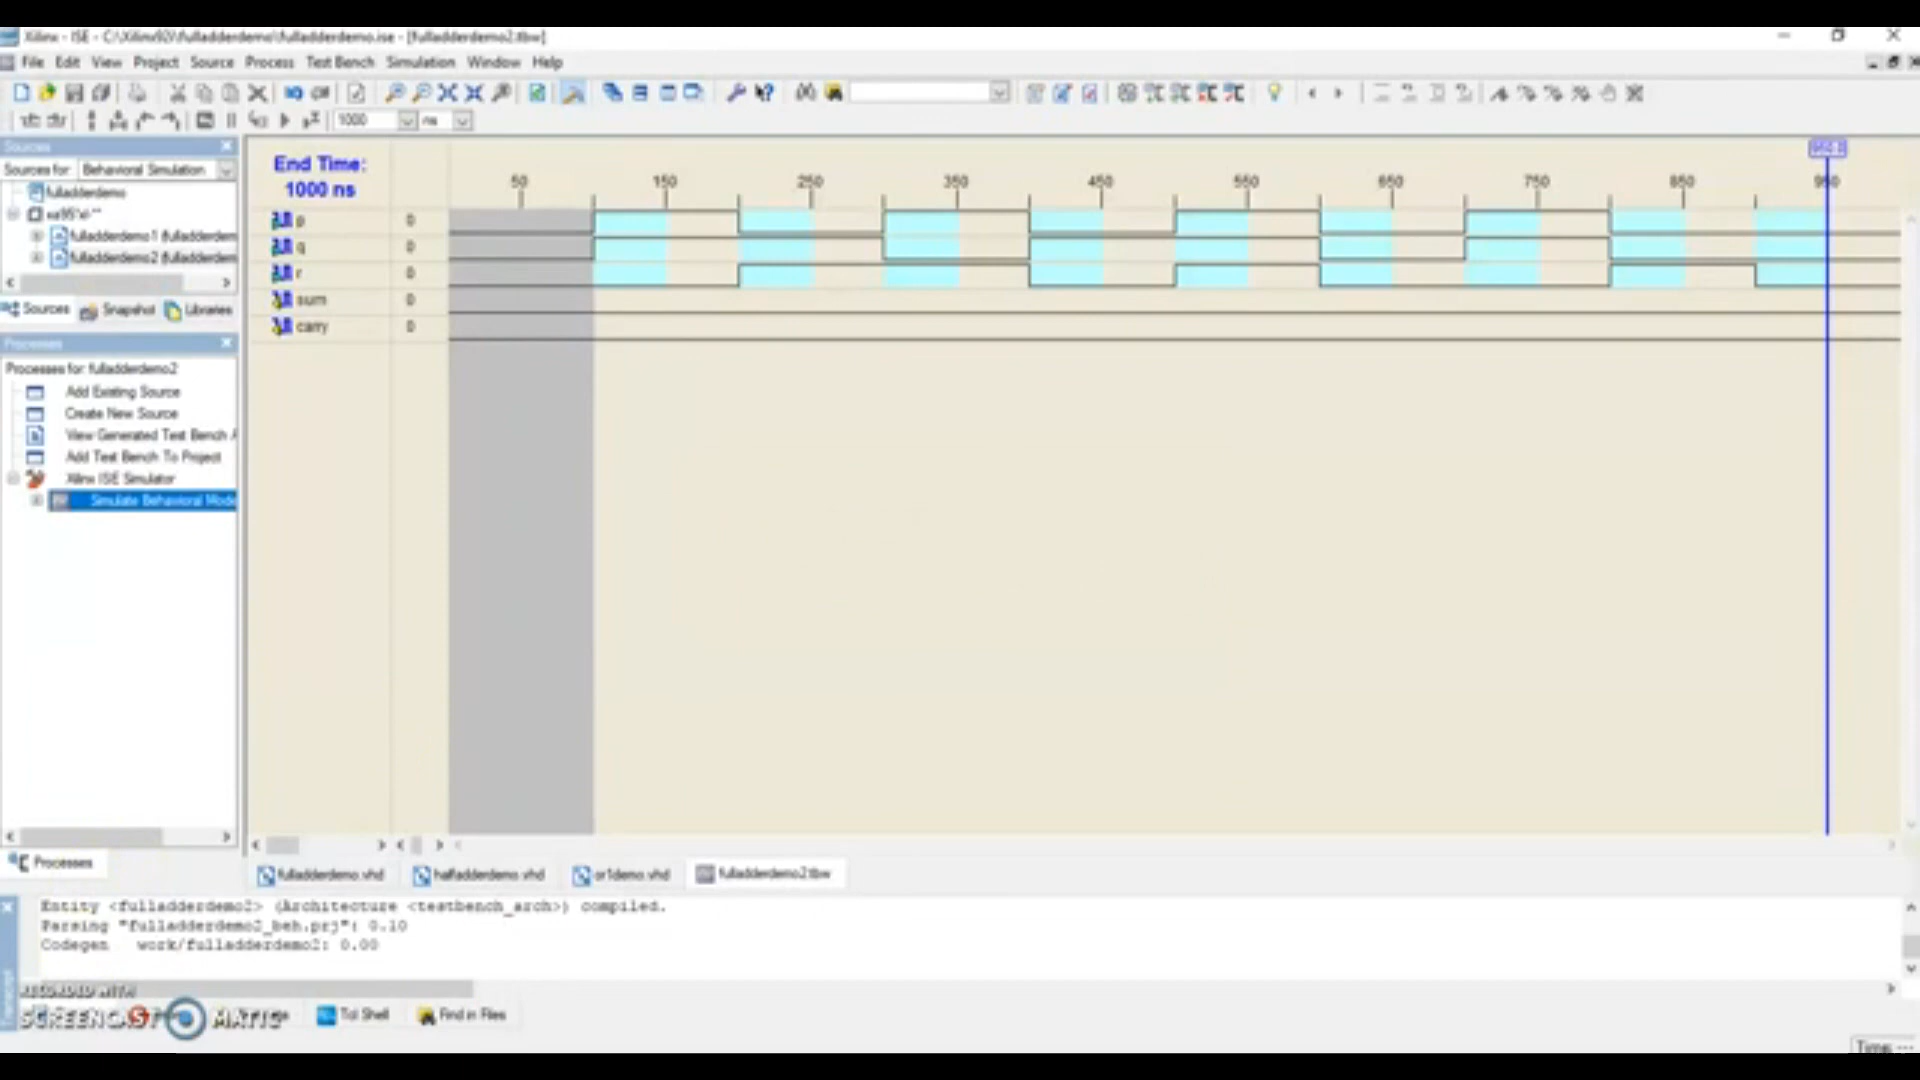 Xilinx - ISE - C:\Xilinx92i\fulladderdemo\fulladderdemo.ise - [fulladderdemo2.tbw]
File Edit View Project Source Process Test Bench Simulation Window Help
1000 ns
Sources
Sources for: Behavioral Simulation
fulladderdemo
fulladderdemo1 (fulladderdem
fulladderdemo2 (fulladderdem
Sources Snapshot Libraries
Processes
Processes for: fulladderdemo2
Add Existing Source
Create New Source
View Generated Test Bench A
Add Test Bench To Project
Xilinx ISE Simulator
Simulate Behavioral Mode
Processes
End Time:
1000 ns
50 150 250 350 450 550 650 750 850 950
950.0
p 0
q 0
r 0
sum 0
carry 0
fulladderdemo.vhd halfadderdemo.vhd or1demo.vhd fulladderdemo2.tbw
Entity <fulladderdemo2> (Architecture <testbench_arch>) compiled.
Parsing "fulladderdemo2_beh.prj": 0.10
Codegen work/fulladderdemo2: 0.00
Tcl Shell Find in Files
RECORDED WITH
SCREENCAST MATIC
Time: ---